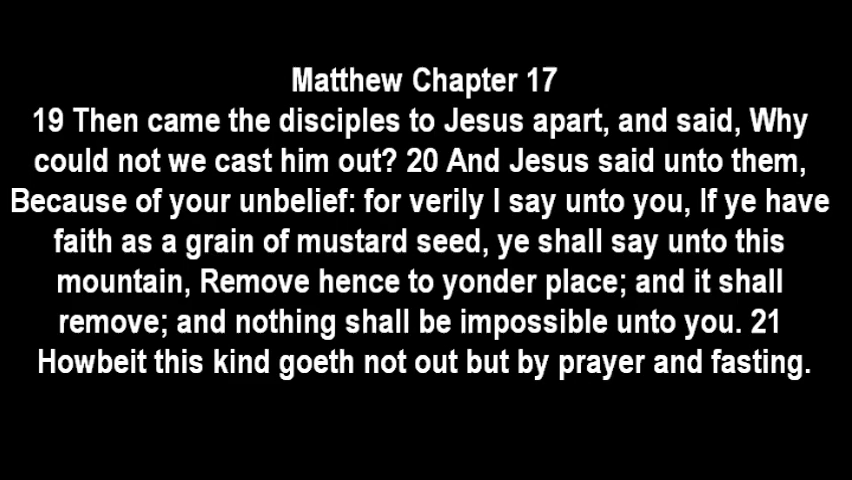 Matthew Chapter 17
19 Then came the disciples to Jesus apart, and said, Why
could not we cast him out? 20 And Jesus said unto them,
Because of your unbelief: for verily I say unto you, If ye have
faith as a grain of mustard seed, ye shall say unto this
mountain, Remove hence to yonder place; and it shall
remove; and nothing shall be impossible unto you. 21
Howbeit this kind goeth not out but by prayer and fasting.